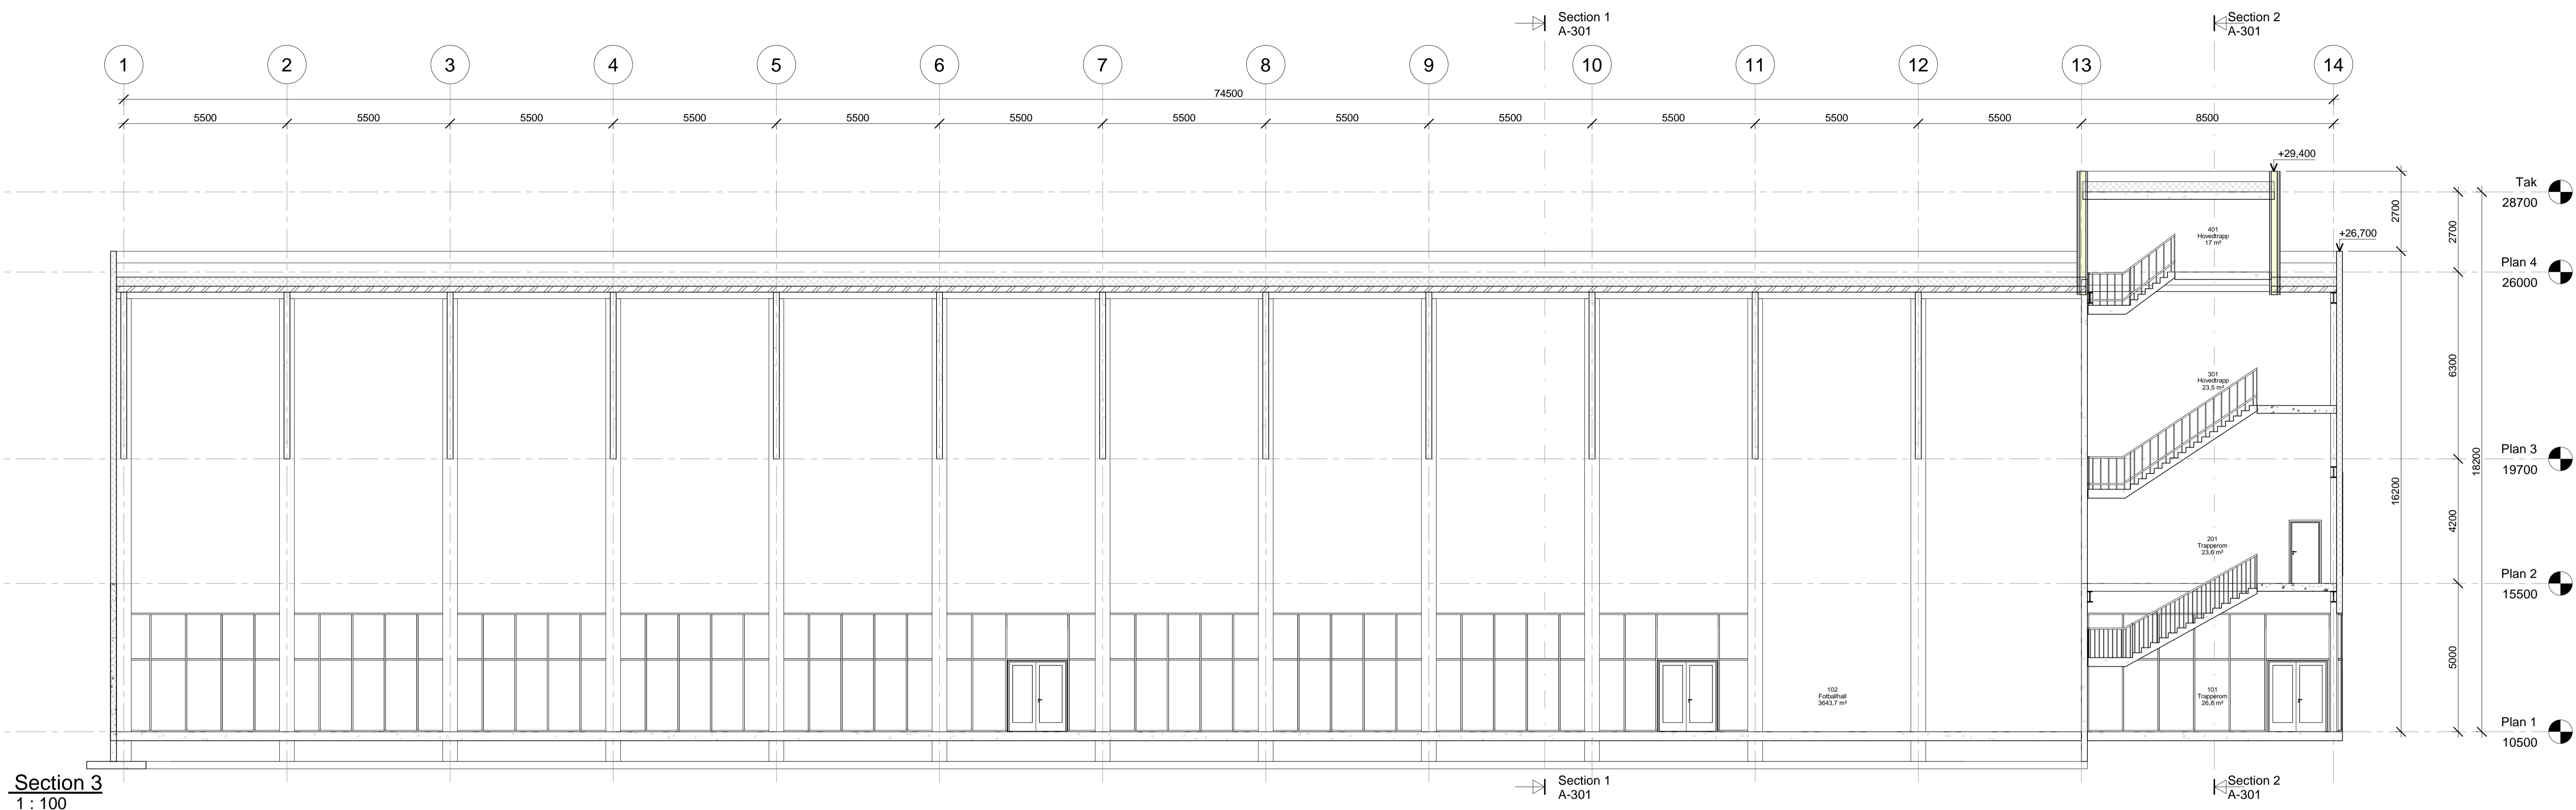 Section 1
A-301
Section 2
A-301
1
2
3
4
5
6
7
8
9
10
11
12
13
14
74500
5500
5500
5500
5500
5500
5500
5500
5500
5500
5500
5500
5500
8500
+29,400
Tak
28700
2700
2700
401
Hovedtrapp
17 m²
+26,700
Plan 4
26000
6300
301
Hovedtrapp
23,5 m²
Plan 3
19700
18200
16200
4200
201
Trapperom
23,6 m²
Plan 2
15500
5000
102
Fotballhall
3643,7 m²
101
Trapperom
26,8 m²
Plan 1
10500
Section 3
1 : 100
Section 1
A-301
Section 2
A-301